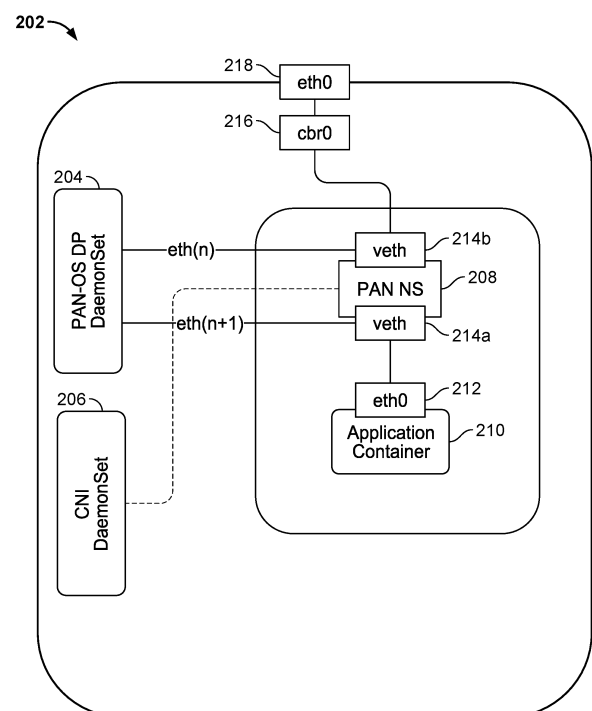 202
218
eth0
216
cbr0
204
PAN-OS DP
DaemonSet
eth(n)
veth
214b
PAN NS
208
eth(n+1)
veth
214a
206
CNI
DaemonSet
eth0
212
Application
Container
210